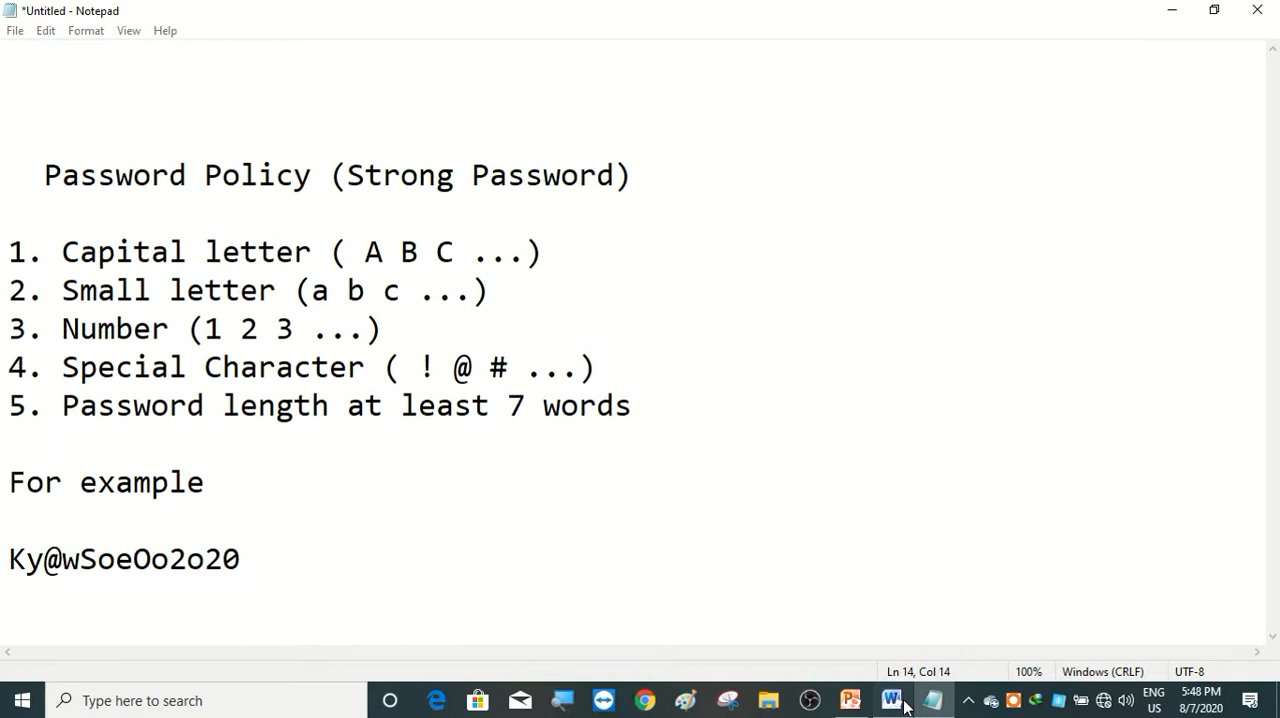 *Untitled - Notepad
File Edit Format View Help
Password Policy (Strong Password)
1. Capital letter ( A B C ...)
2. Small letter (a b c ...)
3. Number (1 2 3 ...)
4. Special Character ( ! @ # ...)
5. Password length at least 7 words
For example
Ky@wSoeOo2o20
Ln 14, Col 14 100% Windows (CRLF) UTF-8
Type here to search
ENG
US
5:48 PM
8/7/2020